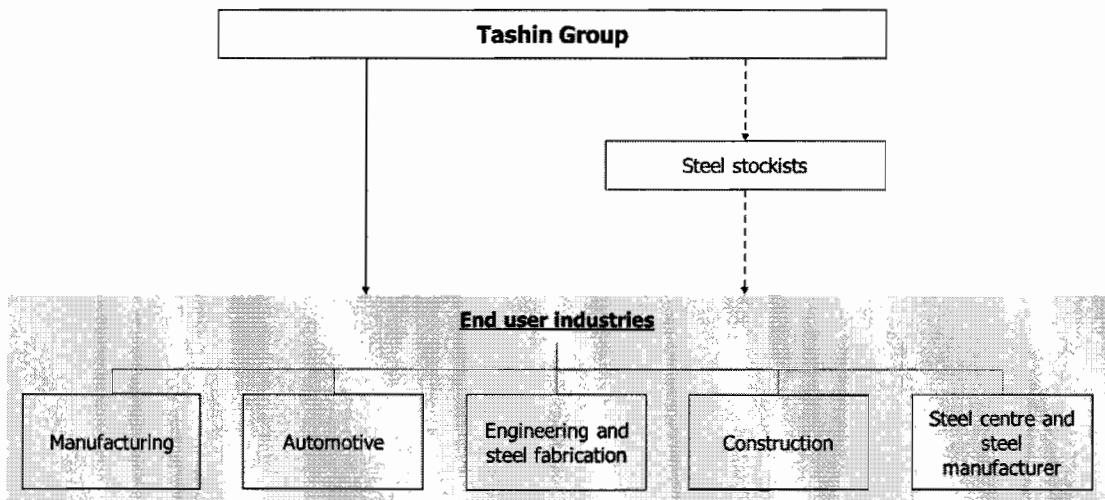 Tashin Group
Steel stockists
End user industries
Manufacturing
Automotive
Engineering and
steel fabrication
Construction
Steel centre and
steel
manufacturer